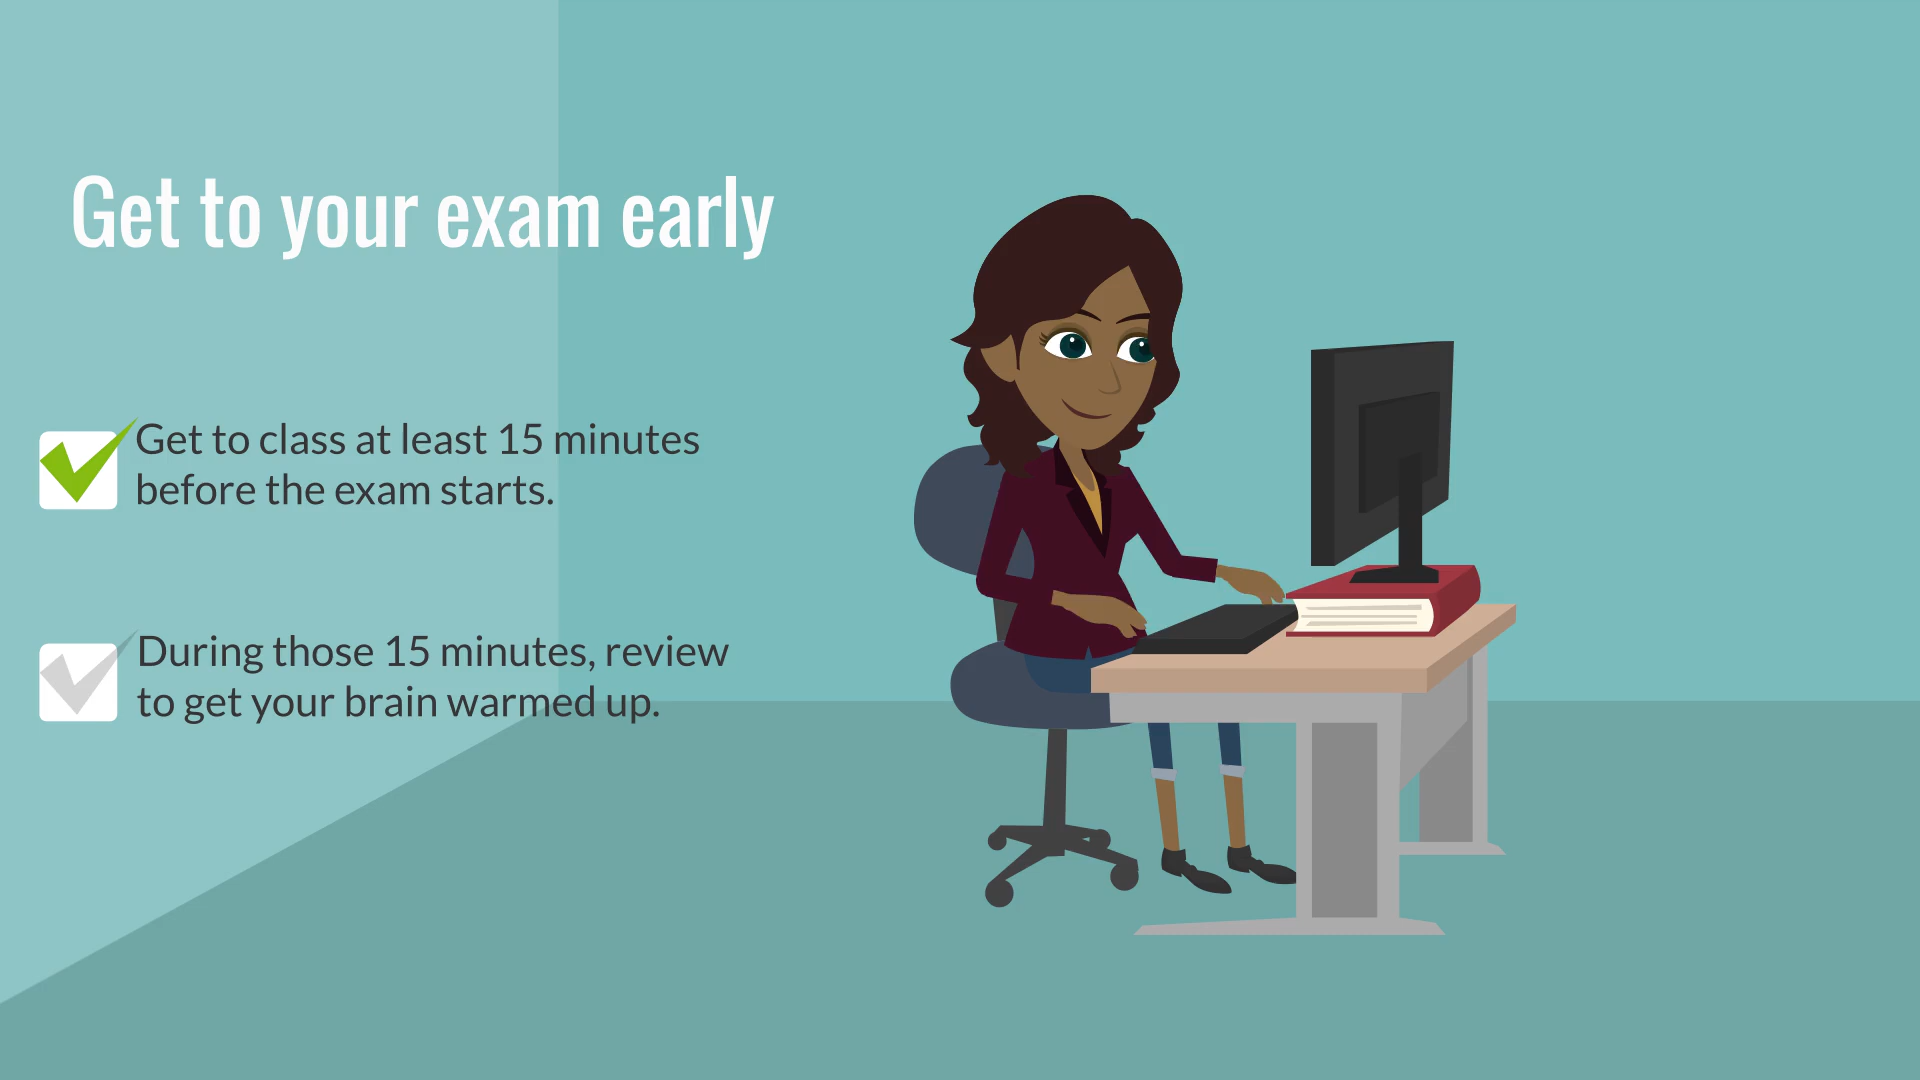 Get to your exam early
Get to class at least 15 minutes
before the exam starts.
During those 15 minutes, review
to get your brain warmed up.